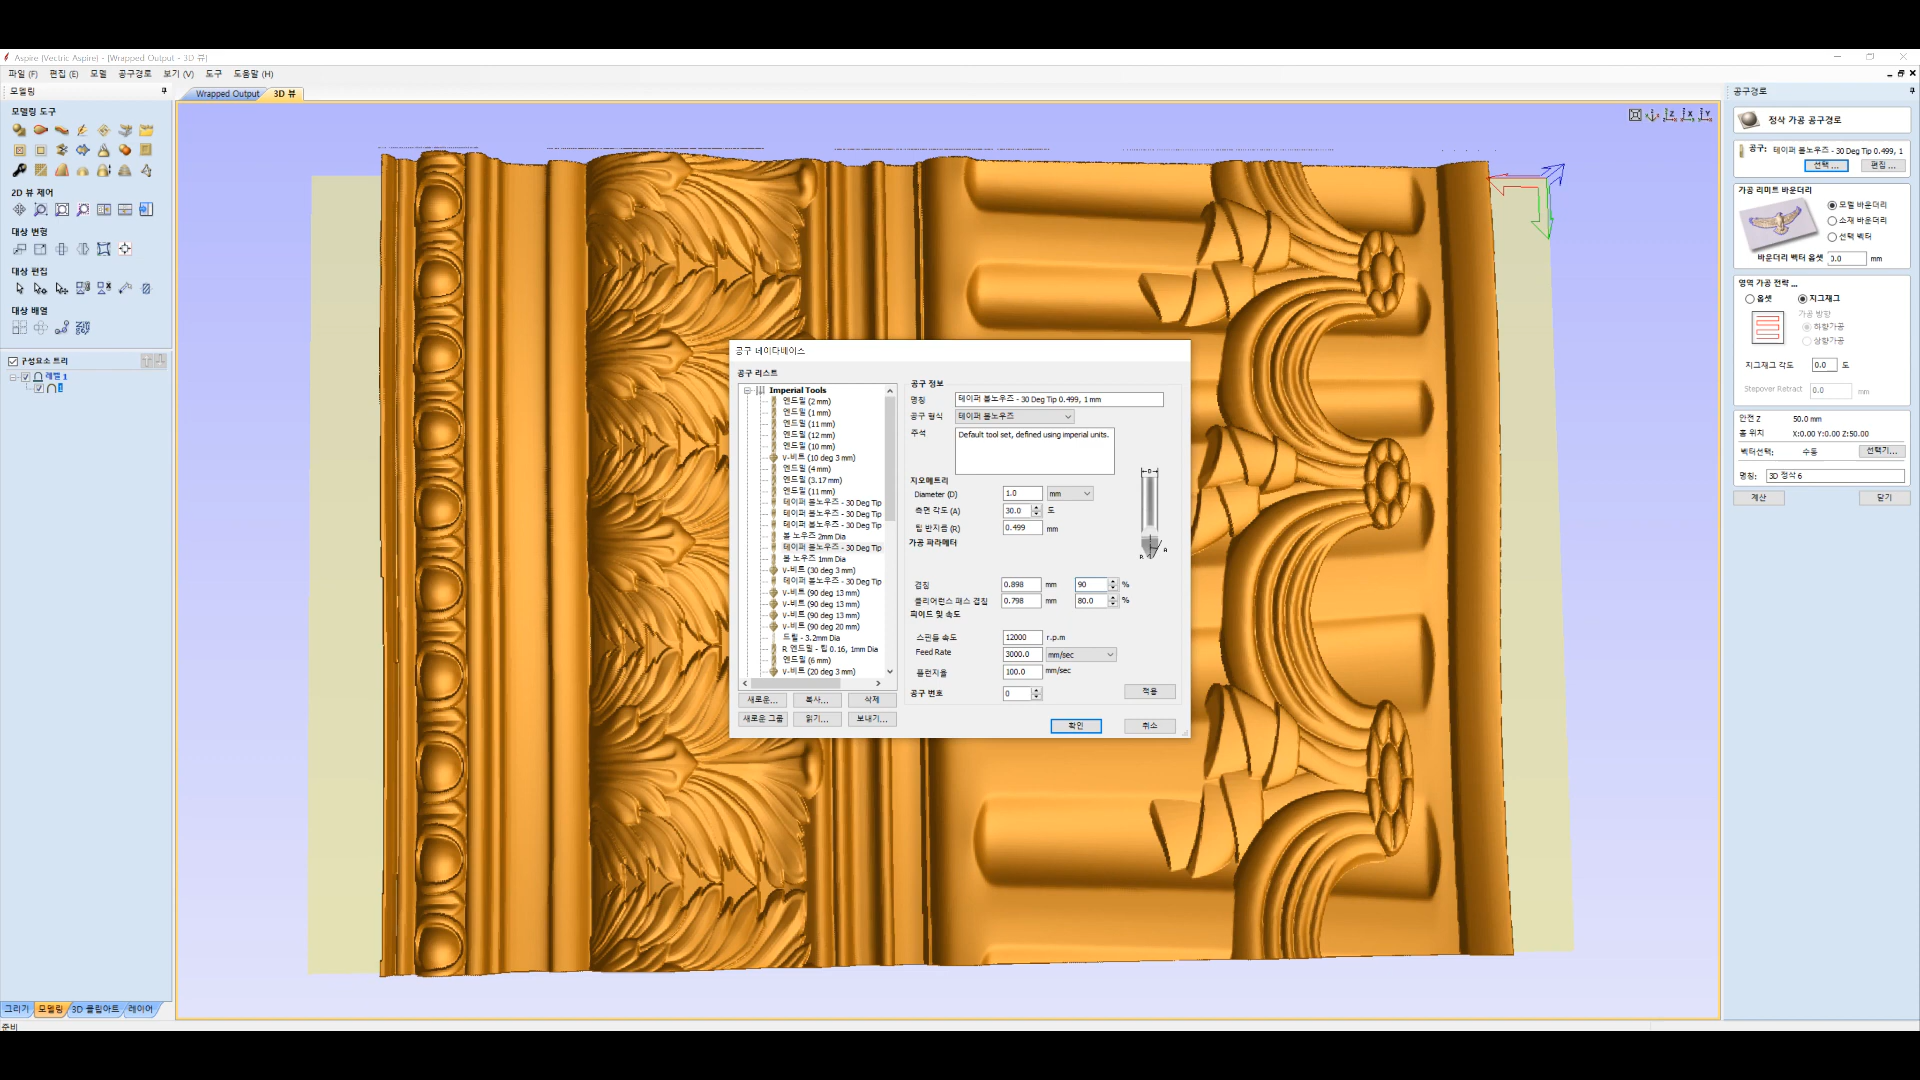 Aspire (Vectric Aspire) - [Wrapped Output - 3D 뷰]
파일 (F) 편집 (E) 모델 공구경로 보기 (V) 도구 도움말 (H)
모델링
모델링 도구
2D 뷰 제어
대상 변형
대상 편집
대상 배열
구성요소 트리
레벨 1
1
그리기 모델링 3D 클립아트 레이어
준비
Wrapped Output 3D 뷰
공구 데이타베이스
공구 리스트
Imperial Tools
엔드밀 (2 mm)
엔드밀 (1 mm)
엔드밀 (11 mm)
엔드밀 (12 mm)
엔드밀 (10 mm)
V-비트 (10 deg 3 mm)
엔드밀 (4 mm)
엔드밀 (3.17 mm)
엔드밀 (11 mm)
테이퍼 볼노우즈 - 30 Deg Tip
테이퍼 볼노우즈 - 30 Deg Tip
테이퍼 볼노우즈 - 30 Deg Tip
볼 노우즈 2mm Dia
테이퍼 볼노우즈 - 30 Deg Tip
볼 노우즈 1mm Dia
V-비트 (30 deg 3 mm)
테이퍼 볼노우즈 - 30 Deg Tip
V-비트 (90 deg 13 mm)
V-비트 (90 deg 13 mm)
V-비트 (90 deg 13 mm)
V-비트 (90 deg 20 mm)
드릴 - 3.2mm Dia
R 엔드밀 - 팁 0.16, 1mm Dia
엔드밀 (6 mm)
V-비트 (20 deg 3 mm)
새로운... 복사... 삭제
새로운 그룹 읽기... 보내기...
공구 정보
명칭 테이퍼 볼노우즈 - 30 Deg Tip 0.499, 1 mm
공구 형식 테이퍼 볼노우즈
주석 Default tool set, defined using imperial units.
지오메트리
Diameter (D) 1.0 mm
측면 각도 (A) 30.0 도
팁 반지름 (R) 0.499 mm
D
R A
가공 파라메터
겹침 0.898 mm 90 %
클리어런스 패스 겹침 0.798 mm 80.0 %
피이드 및 속도
스핀들 속도 12000 r.p.m
Feed Rate 3000.0 mm/sec
플런지율 100.0 mm/sec
공구 번호 0 적용
확인 취소
공구경로
정삭 가공 공구경로
공구: 테이퍼 볼노우즈 - 30 Deg Tip 0.499, 1
선택 ... 편집 ...
가공 리미트 바운더리
모델 바운더리
소재 바운더리
선택 벡터
바운더리 벡터 옵셋 0.0 mm
영역 가공 전략 ...
옵셋 지그재그
가공 방향
하향가공
상향가공
지그재그 각도 0.0 도
Stepover Retract 0.0 mm
안전 Z 50.0 mm
홈 위치 X:0.00 Y:0.00 Z:50.00
벡터선택: 수동 선택기...
명칭: 3D 정삭 6
계산 닫기